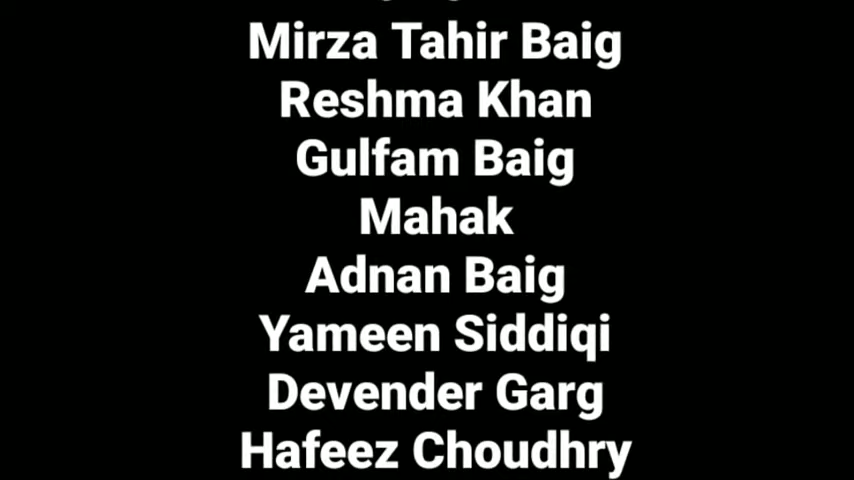 Mirza Tahir Baig
Reshma Khan
Gulfam Baig
Mahak
Adnan Baig
Yameen Siddiqi
Devender Garg
Hafeez Choudhry